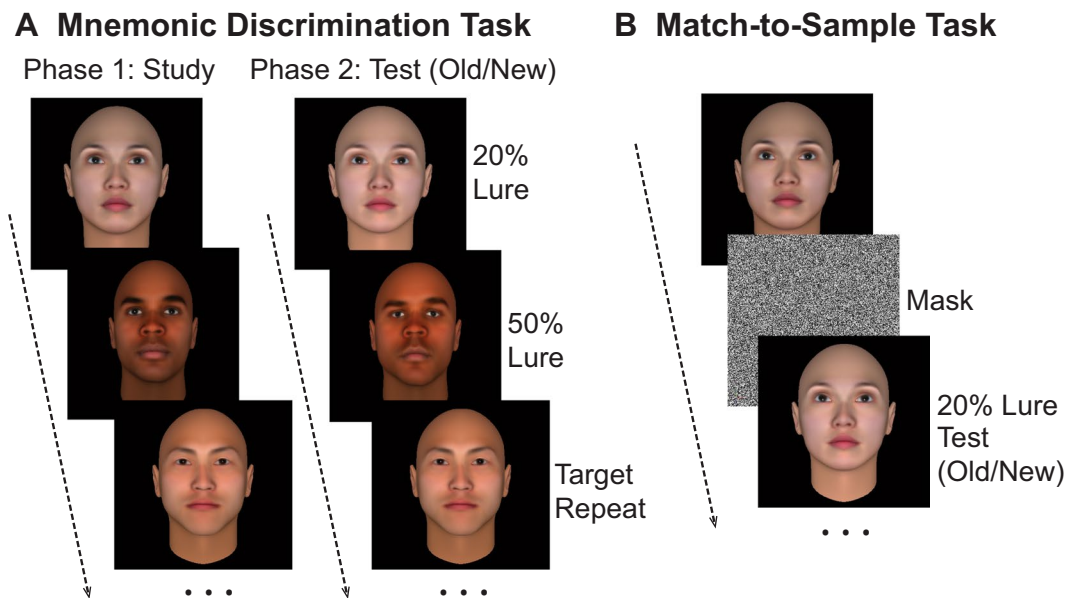 A Mnemonic Discrimination Task
Phase 1: Study
Phase 2: Test (Old/New)
20%
Lure
50%
Lure
Target
Repeat
. . .
. . .
B Match-to-Sample Task
Mask
20% Lure
Test
(Old/New)
. . .